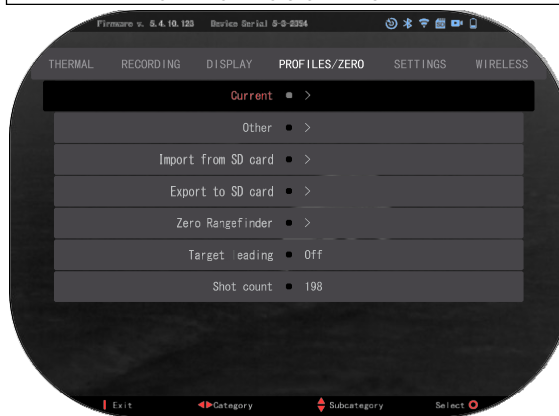 Firmware v. 5.4.10.123 Device Serial 5-3-2354
THERMAL RECORDING DISPLAY PROFILES/ZERO SETTINGS WIRELESS
Current >
Other >
Import from SD card >
Export to SD card >
Zero Rangefinder >
Target leading Off
Shot count 198
Exit Category Subcategory Select